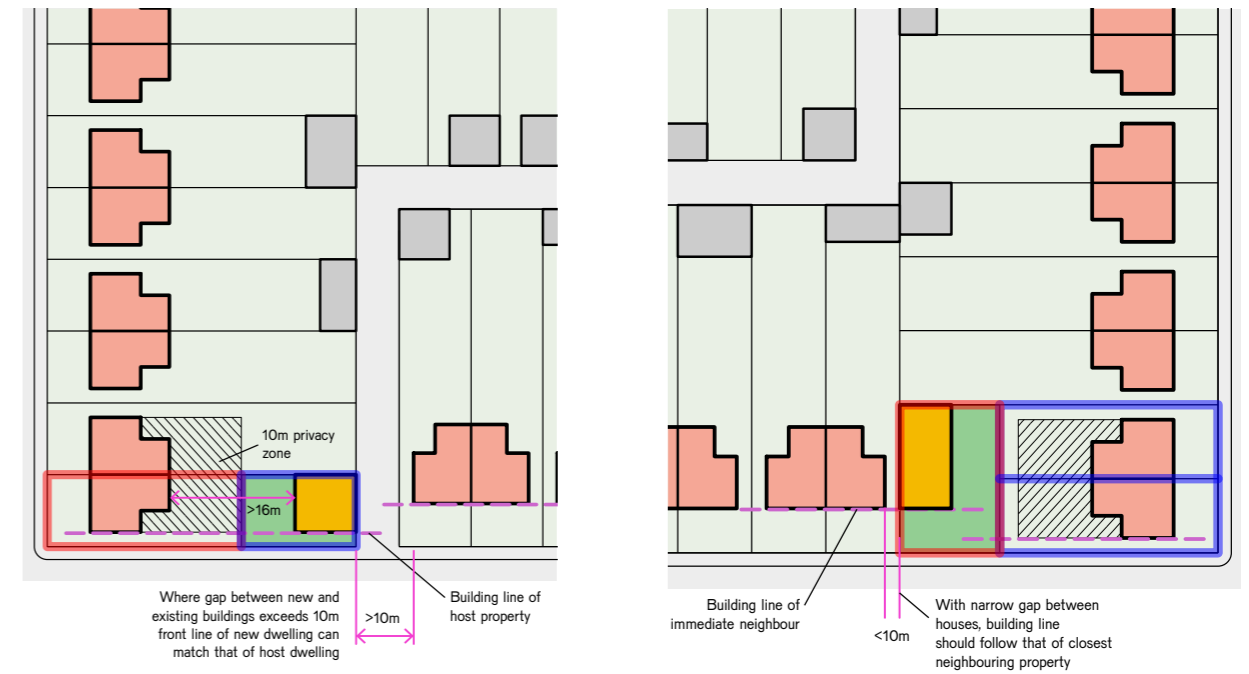 10m privacy
zone
>16m
Where gap between new and
existing buildings exceeds 10m
front line of new dwelling can
match that of host dwelling
>10m
Building line of
host property
Building line of
immediate neighbour
<10m
With narrow gap between
houses, building line
should follow that of closest
neighbouring property